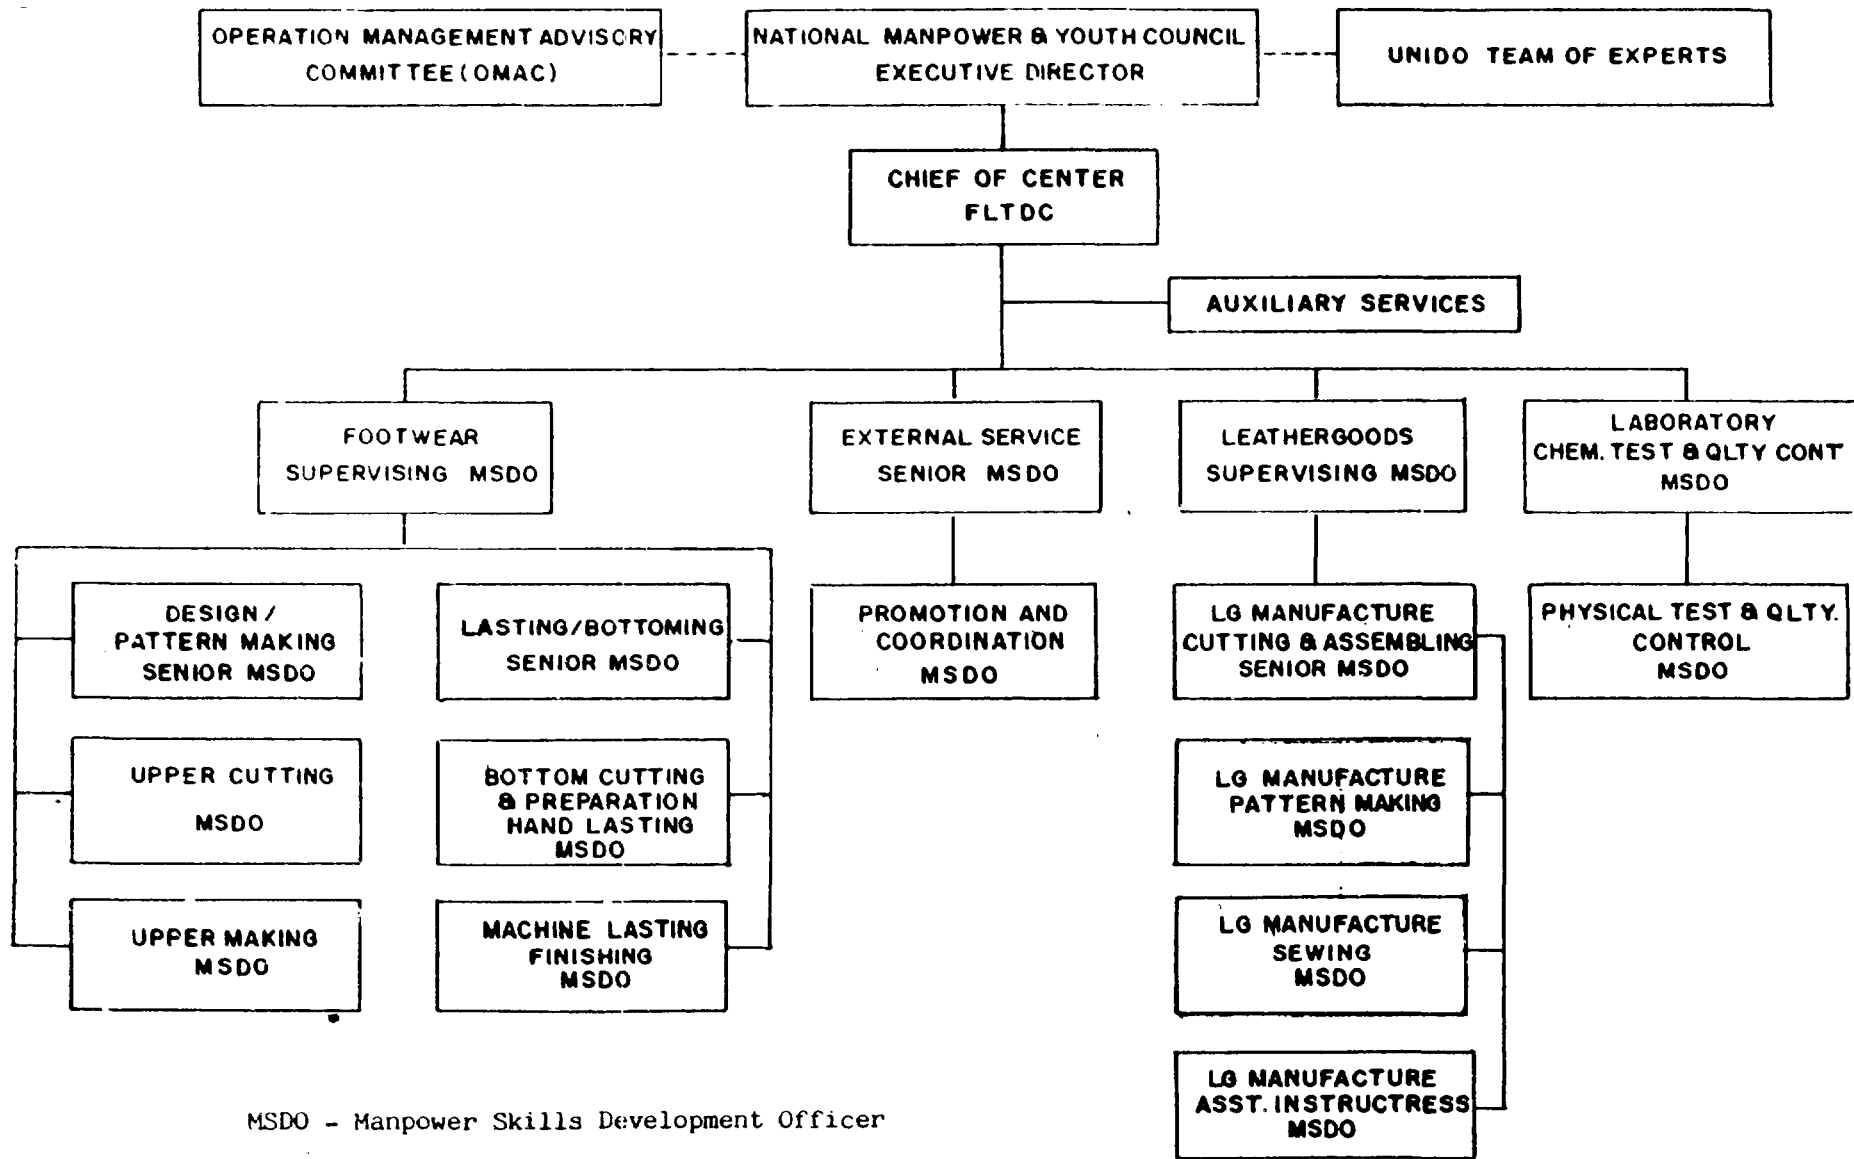 OPERATION MANAGEMENT ADVISORY
COMMITTEE (OMAC)
NATIONAL MANPOWER & YOUTH COUNCIL
EXECUTIVE DIRECTOR
UNIDO TEAM OF EXPERTS
CHIEF OF CENTER
FLTDC
AUXILIARY SERVICES
FOOTWEAR
SUPERVISING MSDO
EXTERNAL SERVICE
SENIOR MSDO
LEATHERGOODS
SUPERVISING MSDO
LABORATORY
CHEM. TEST & QLTY CONT
MSDO
DESIGN /
PATTERN MAKING
SENIOR MSDO
LASTING/BOTTOMING
SENIOR MSDO
PROMOTION AND
COORDINATION
MSDO
LG MANUFACTURE
CUTTING & ASSEMBLING
SENIOR MSDO
PHYSICAL TEST & QLTY.
CONTROL
MSDO
UPPER CUTTING
MSDO
BOTTOM CUTTING
& PREPARATION
HAND LASTING
MSDO
LG MANUFACTURE
PATTERN MAKING
MSDO
UPPER MAKING
MSDO
MACHINE LASTING
FINISHING
MSDO
LG MANUFACTURE
SEWING
MSDO
LG MANUFACTURE
ASST. INSTRUCTRESS
MSDO
MSDO - Manpower Skills Development Officer